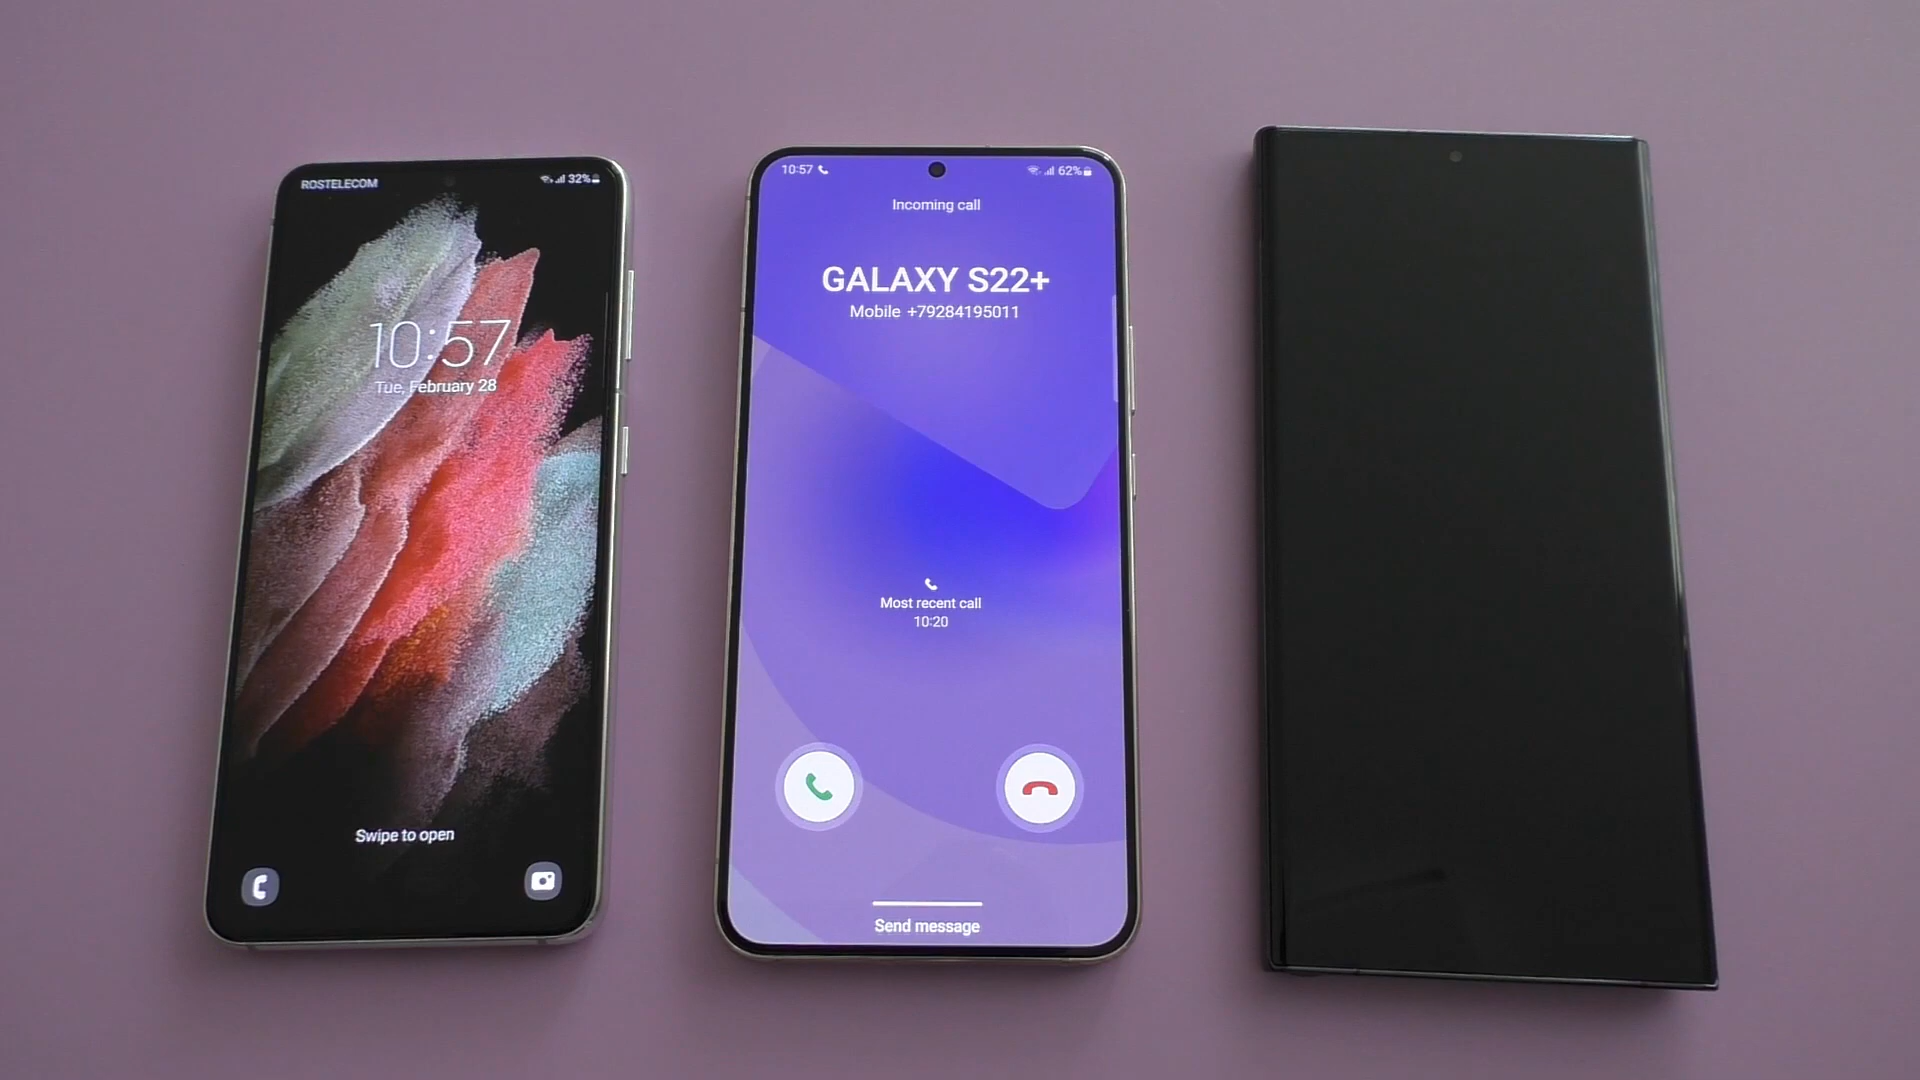 ROSTELECOM
32%
10:57
Tue, February 28
Swipe to open
10:57
62%
Incoming call
GALAXY S22+
Mobile +79284195011
Most recent call
10:20
Send message